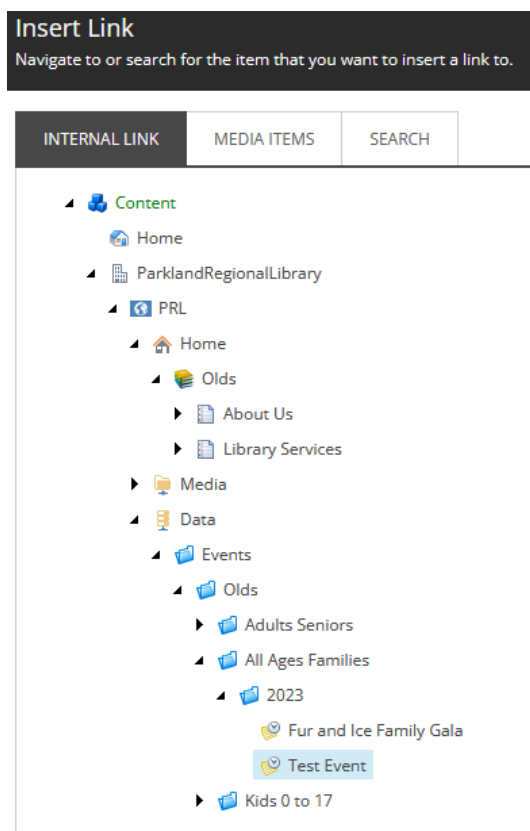 Insert Link
Navigate to or search for the item that you want to insert a link to.
INTERNAL LINK MEDIA ITEMS SEARCH
Content
Home
ParklandRegionalLibrary
PRL
Home
Olds
About Us
Library Services
Media
Data
Events
Olds
Adults Seniors
All Ages Families
2023
Fur and Ice Family Gala
Test Event
Kids 0 to 17